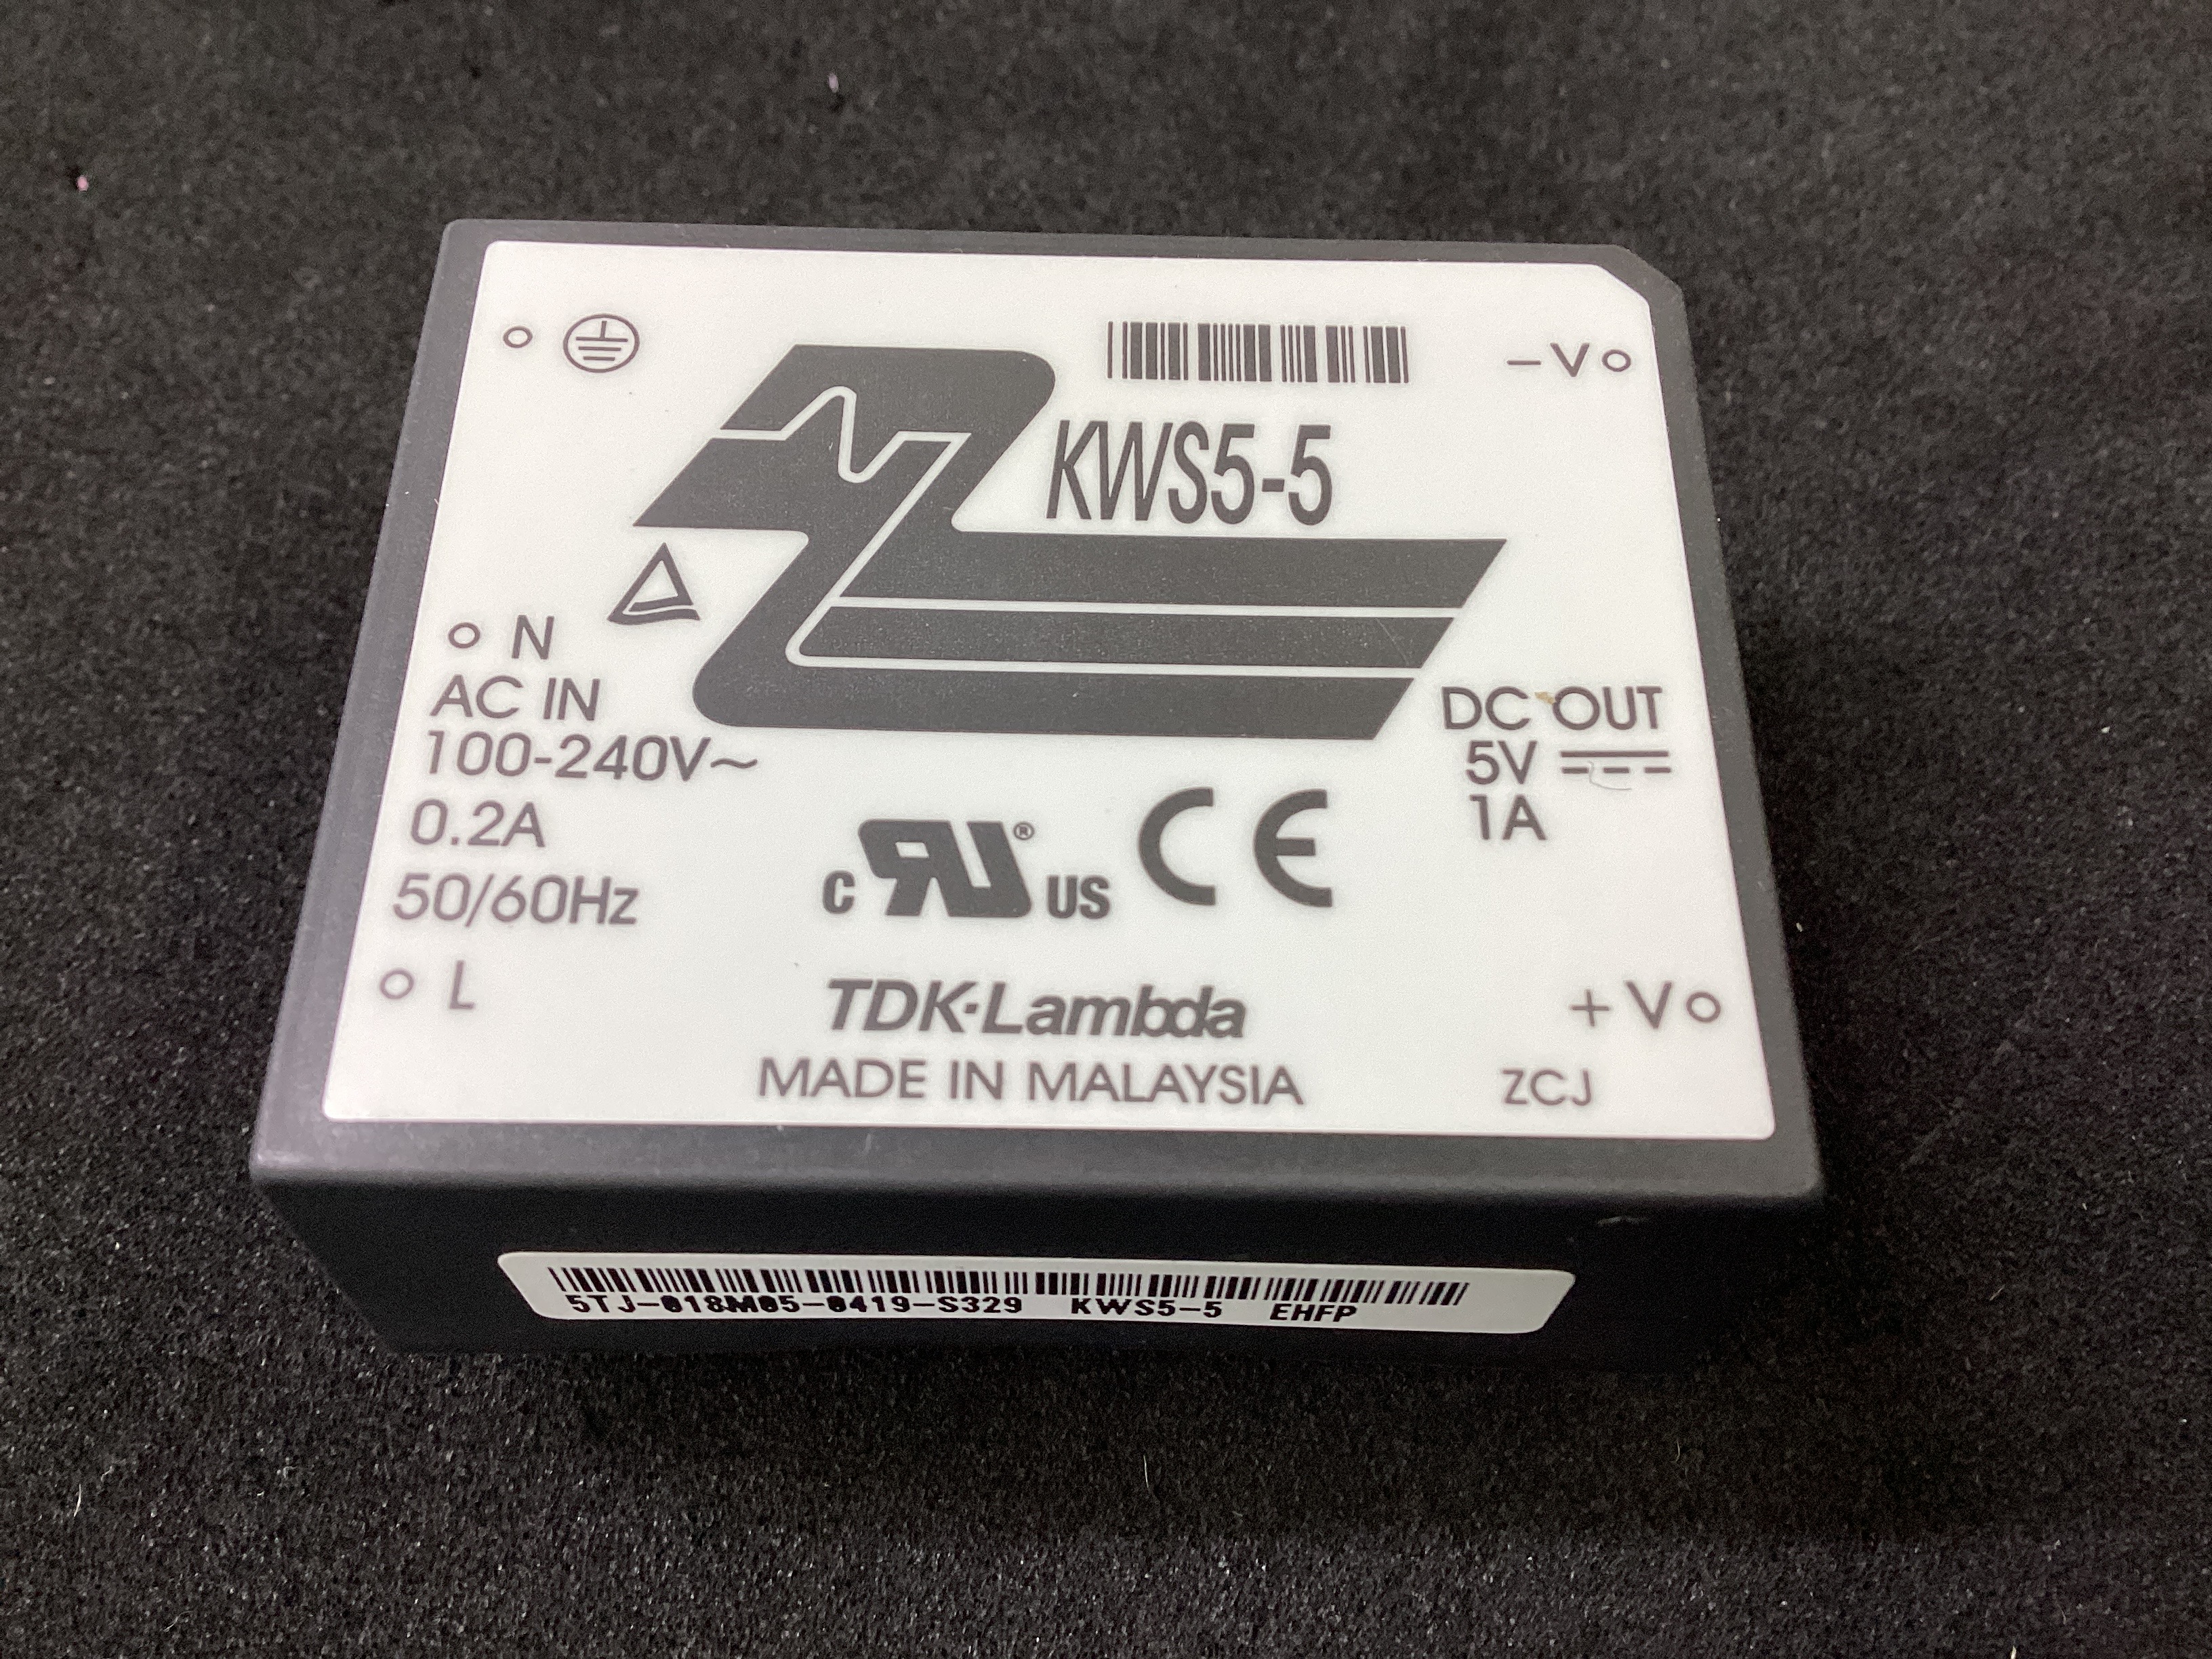 -V
KWS5-5
N
AC IN
100-240V~
0.2A
50/60Hz
L
DC OUT
5V
1A
c RU® US CE
TDK·Lambda
MADE IN MALAYSIA
+V
ZCJ
5TJ-018M05-0419-S329 KWS5-5 EHFP